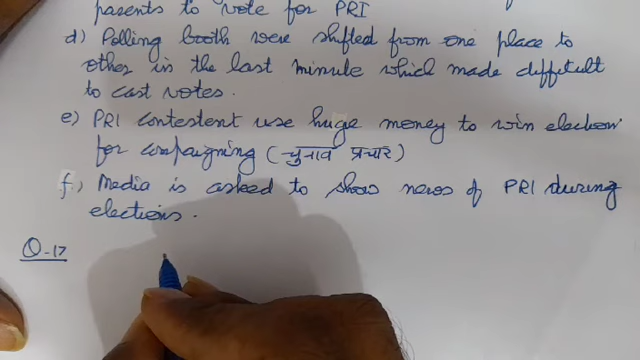 parents to vote for PRI
d) Polling booth were shifted from one place to
other in the last minute which made diffetult
to cast votes.
e) PRI contestent use huge money to win election
for compaigning (चुनाव प्रचार)
f) Media is asked to show news of PRI during
elections.
Q-17